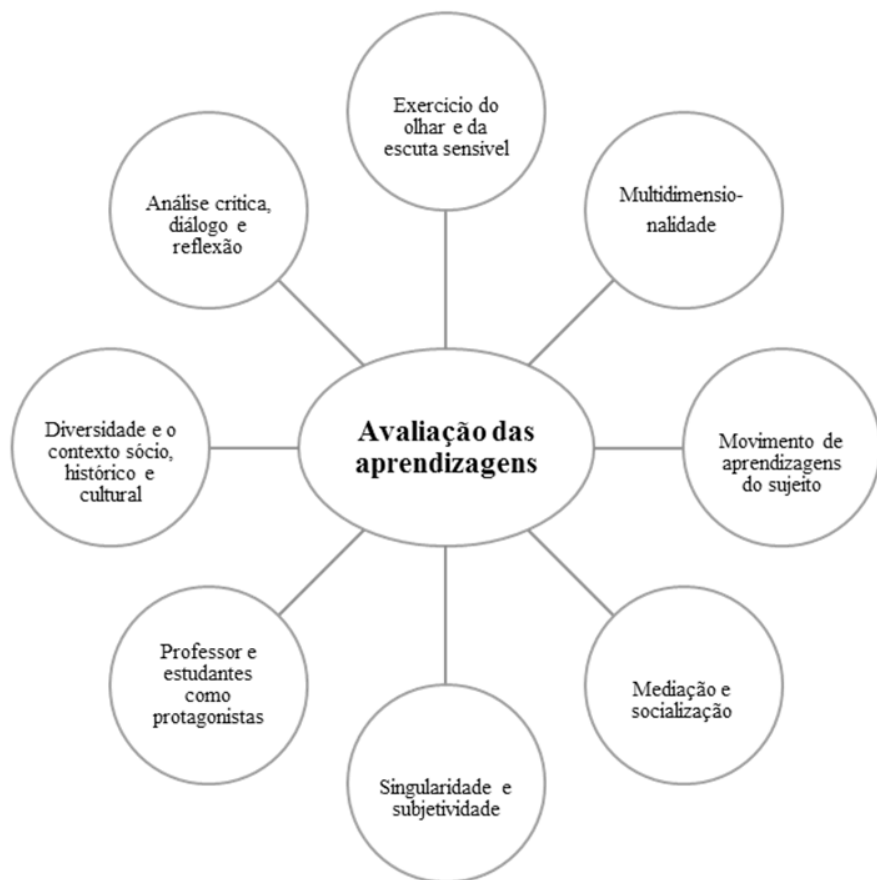 Exercício do
olhar e da
escuta sensível
Multidimensio-
nalidade
Movimento de
aprendizagens
do sujeito
Mediação e
socialização
Singularidade e
subjetividade
Professor e
estudantes
como
protagonistas
Diversidade e o
contexto sócio,
histórico e
cultural
Análise crítica,
diálogo e
reflexão
Avaliação das
aprendizagens